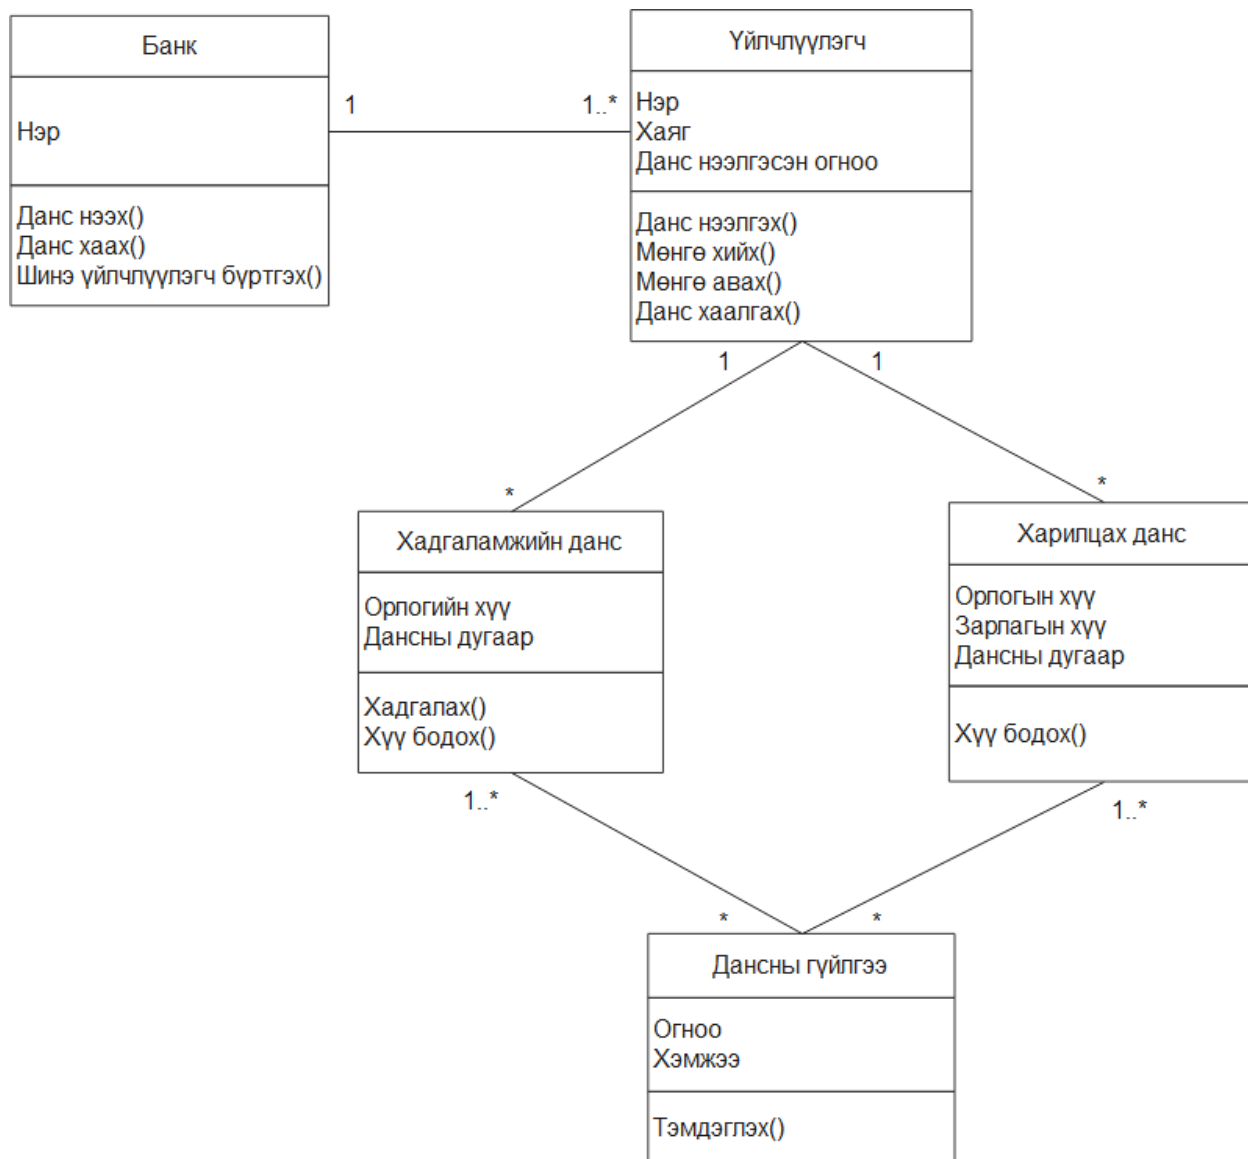 Банк
Нэр
Данс нээх()
Данс хаах()
Шинэ үйлчлүүлэгч бүртгэх()
1
1..*
Үйлчлүүлэгч
Нэр
Хаяг
Данс нээлгэсэн огноо
Данс нээлгэх()
Мөнгө хийх()
Мөнгө авах()
Данс хаалгах()
1
1
*
*
Хадгаламжийн данс
Орлогийн хүү
Дансны дугаар
Хадгалах()
Хүү бодох()
Харилцах данс
Орлогын хүү
Зарлагын хүү
Дансны дугаар
Хүү бодох()
1..*
1..*
*
*
Дансны гүйлгээ
Огноо
Хэмжээ
Тэмдэглэх()